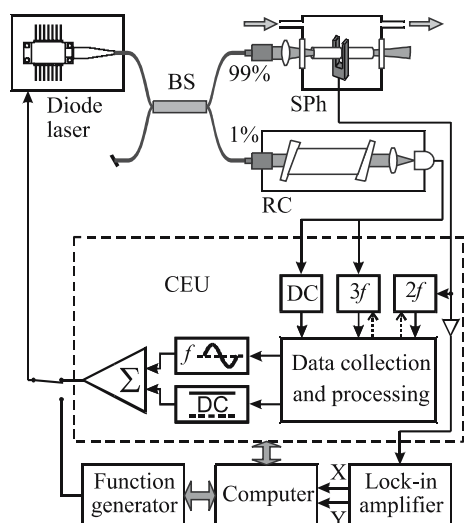 BS
99%
SPh
Diode
laser
1%
RC
CEU
DC
3f
2f
f
Σ
DC
Data collection
and processing
Function
generator
Computer
X
Y
Lock-in
amplifier